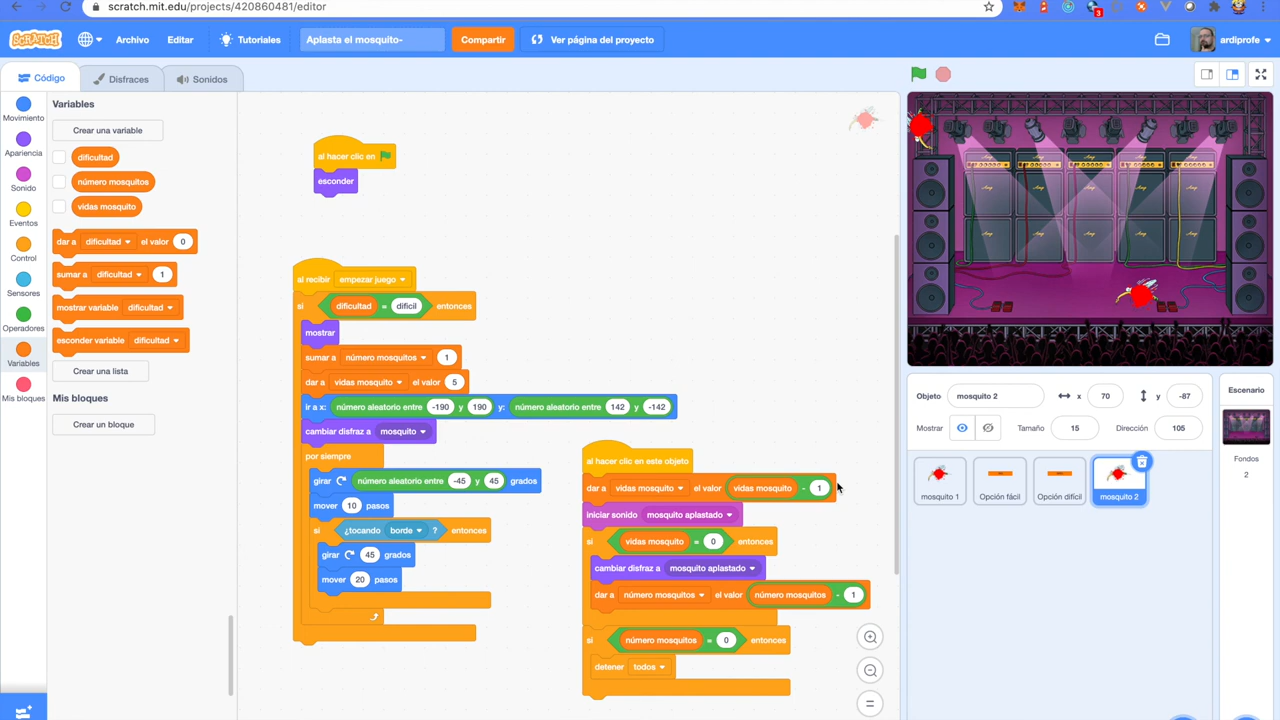 scratch.mit.edu/projects/420860481/editor
SCRATCH
Archivo
Editar
Tutoriales
Aplasta el mosquito-
Compartir
Ver página del proyecto
ardiprofe
Código
Disfraces
Sonidos
Movimiento
Apariencia
Sonido
Eventos
Control
Sensores
Operadores
Variables
Mis bloques
Variables
Crear una variable
dificultad
número mosquitos
vidas mosquito
dar a dificultad el valor 0
sumar a dificultad 1
mostrar variable dificultad
esconder variable dificultad
Crear una lista
Mis bloques
Crear un bloque
al hacer clic en
esconder
al recibir empezar juego
si dificultad = difícil entonces
mostrar
sumar a número mosquitos 1
dar a vidas mosquito el valor 5
ir a x: número aleatorio entre -190 y 190 y: número aleatorio entre 142 y -142
cambiar disfraz a mosquito
por siempre
girar número aleatorio entre -45 y 45 grados
mover 10 pasos
si ¿tocando borde ? entonces
girar 45 grados
mover 20 pasos
al hacer clic en este objeto
dar a vidas mosquito el valor vidas mosquito - 1
iniciar sonido mosquito aplastado
si vidas mosquito = 0 entonces
cambiar disfraz a mosquito aplastado
dar a número mosquitos el valor número mosquitos - 1
si número mosquitos = 0 entonces
detener todos
Objeto mosquito 2 x 70 y -87
Mostrar Tamaño 15 Dirección 105
mosquito 1
Opción fácil
Opción difícil
mosquito 2
Escenario
Fondos
2
3